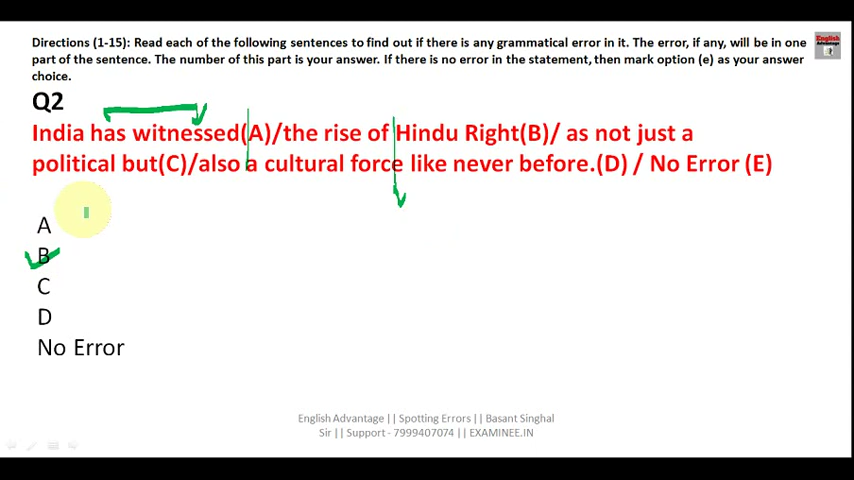 English
Advantage
Directions (1-15): Read each of the following sentences to find out if there is any grammatical error in it. The error, if any, will be in one
part of the sentence. The number of this part is your answer. If there is no error in the statement, then mark option (e) as your answer
choice.
Q2
India has witnessed(A)/the rise of Hindu Right(B)/ as not just a
political but(C)/also a cultural force like never before.(D) / No Error (E)
A
B
C
D
No Error
English Advantage || Spotting Errors || Basant Singhal
Sir || Support - 7999407074 || EXAMINEE.IN